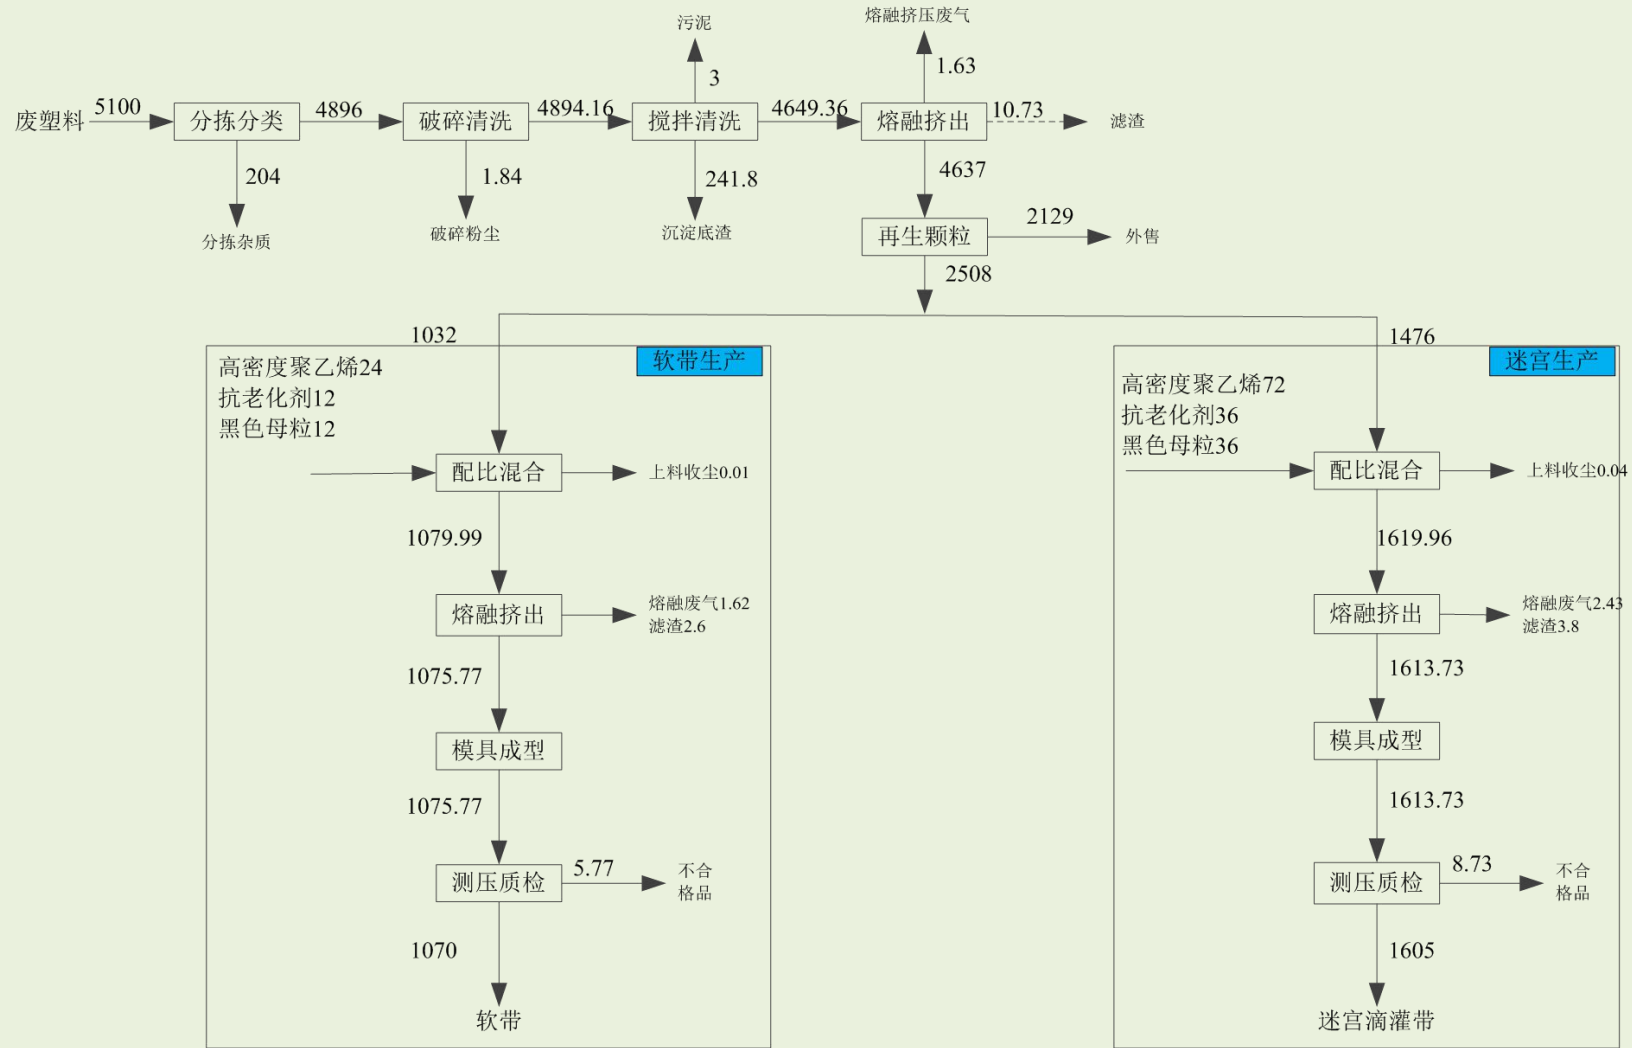 污泥
熔融挤压废气
3
1.63
废塑料
5100
分拣分类
4896
破碎清洗
4894.16
搅拌清洗
4649.36
熔融挤出
10.73
滤渣
204
1.84
241.8
4637
分拣杂质
破碎粉尘
沉淀底渣
再生颗粒
2129
外售
2508
1032
1476
软带生产
高密度聚乙烯24
抗老化剂12
黑色母粒12
配比混合
上料收尘0.01
1079.99
熔融挤出
熔融废气1.62
滤渣2.6
1075.77
模具成型
1075.77
测压质检
5.77
不合
格品
1070
软带
迷宫生产
高密度聚乙烯72
抗老化剂36
黑色母粒36
配比混合
上料收尘0.04
1619.96
熔融挤出
熔融废气2.43
滤渣3.8
1613.73
模具成型
1613.73
测压质检
8.73
不合
格品
1605
迷宫滴灌带